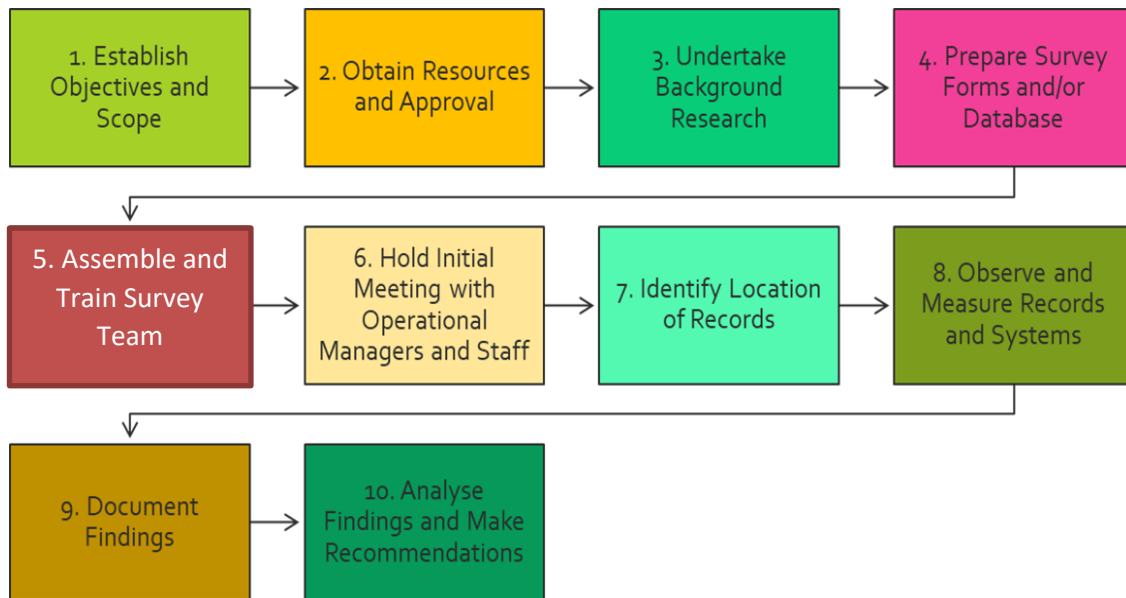 1. Establish
Objectives and
Scope
2. Obtain Resources
and Approval
3. Undertake
Background
Research
4. Prepare Survey
Forms and/or
Database
5. Assemble and
Train Survey
Team
6. Hold Initial
Meeting with
Operational
Managers and Staff
7. Identify Location
of Records
8. Observe and
Measure Records
and Systems
9. Document
Findings
10. Analyse
Findings and Make
Recommendations